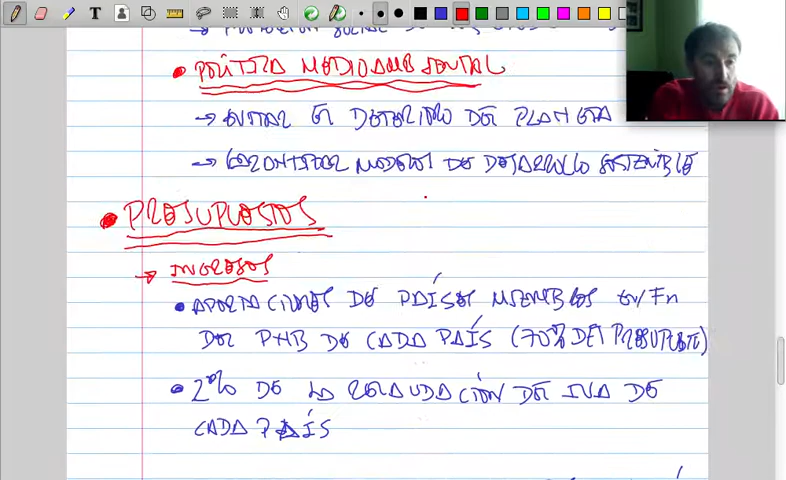 POLÍTICA MEDIOAMBIENTAL
→ EVITAR EL DETERIORO DEL PLANETA
→ GARANTIZAR MODELOS DE DESARROLLO SOSTENIBLE
• PRESUPUESTOS
→ INGRESOS
• APORTACIONES DE PAÍSES MIEMBROS EN/Fn
DEL PNB DE CADA PAÍS (70% DEL PRESUPUESTO)
• 2% DE LA RECAUDACIÓN DEL IVA DE
CADA PAÍS